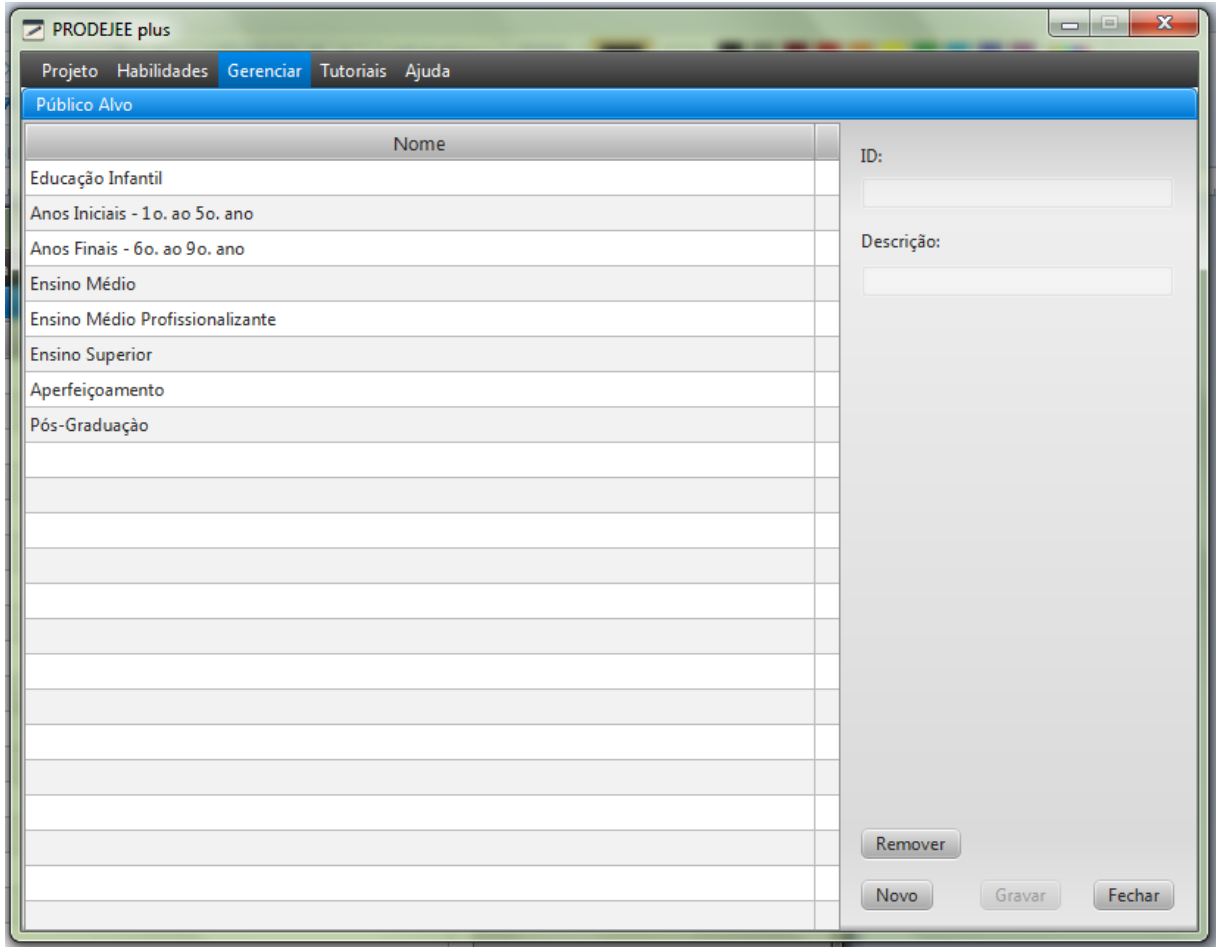 PRODEJEE plus
Projeto Habilidades Gerenciar Tutoriais Ajuda
Público Alvo
Nome
Educação Infantil
Anos Iniciais - 1o. ao 5o. ano
Anos Finais - 6o. ao 9o. ano
Ensino Médio
Ensino Médio Profissionalizante
Ensino Superior
Aperfeiçoamento
Pós-Graduaçào
ID:
Descrição:
Remover
Novo Gravar Fechar